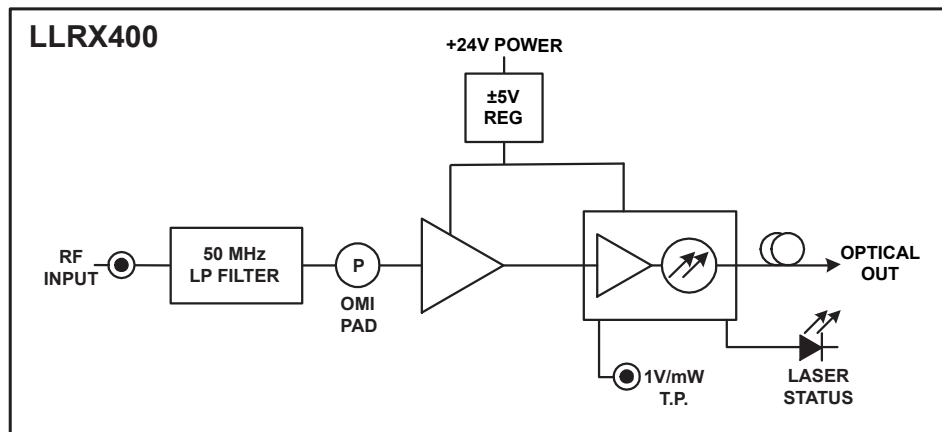 LLRX400
+24V POWER
±5V
REG
RF
INPUT
50 MHz
LP FILTER
P
OMI
PAD
OPTICAL
OUT
1V/mW
T.P.
LASER
STATUS